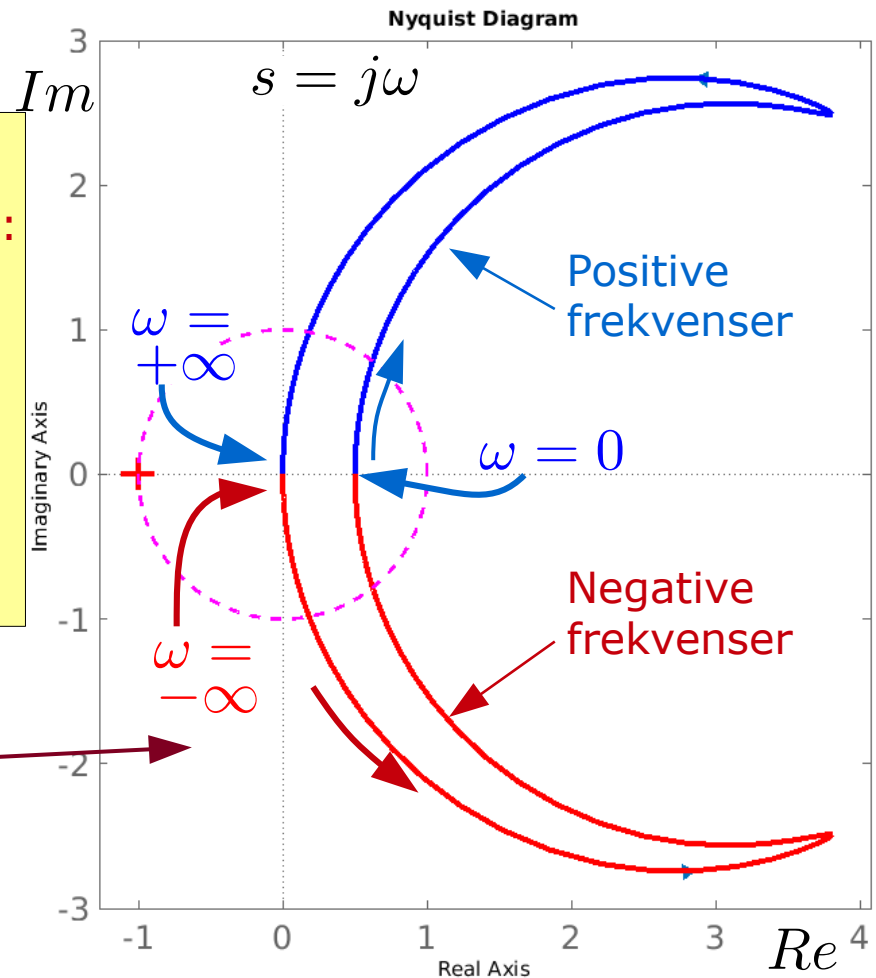 Nyquist Diagram
3
Im
s = jω
:
2
Positive
frekvenser
ω =
+∞
1
ω = 0
0
Imaginary Axis
Negative
frekvenser
-1
ω =
−∞
-2
-3
-1 0 1 2 3 4
Re
Real Axis